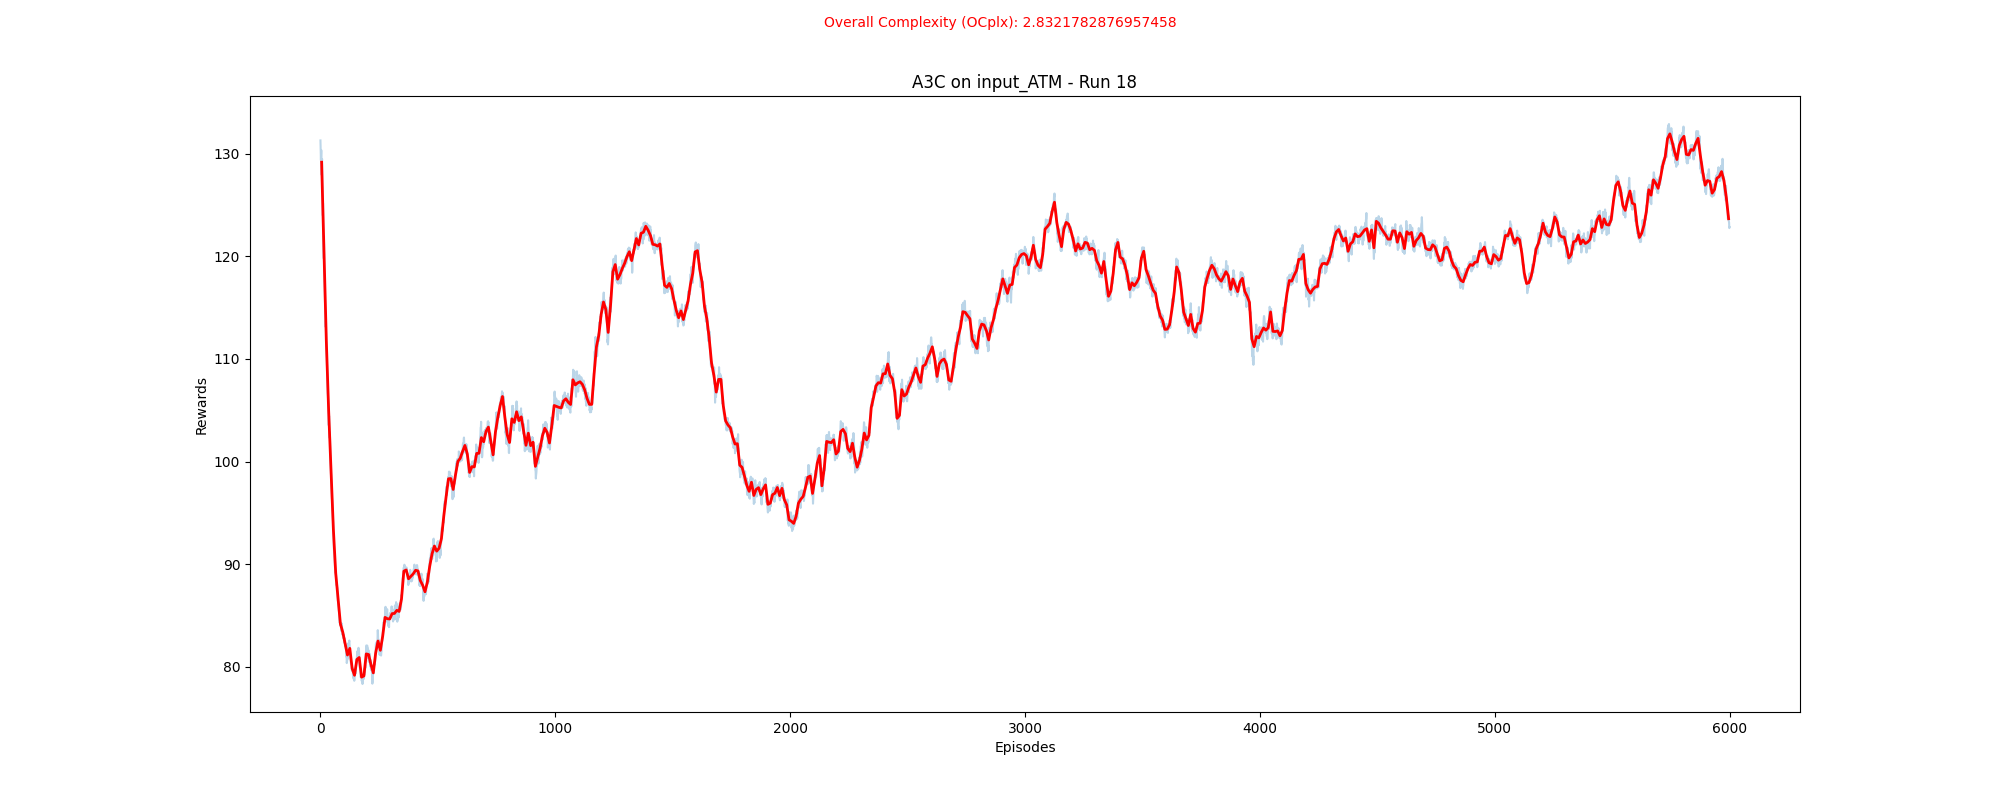 Overall Complexity (OCplx): 2.8321782876957458
A3C on input_ATM - Run 18
130
120
110
100
90
80
Rewards
0 1000 2000 3000 4000 5000 6000
Episodes